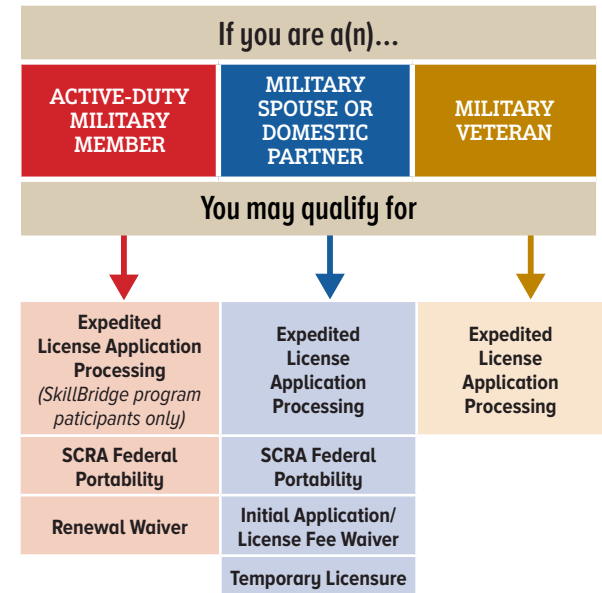 If you are a(n)...
ACTIVE-DUTY
MILITARY
MEMBER
MILITARY
SPOUSE OR
DOMESTIC
PARTNER
MILITARY
VETERAN
You may qualify for
Expedited
License Application
Processing
(SkillBridge program
paticipants only)
SCRA Federal
Portability
Renewal Waiver
Expedited
License
Application
Processing
SCRA Federal
Portability
Initial Application/
License Fee Waiver
Temporary Licensure
Expedited
License
Application
Processing